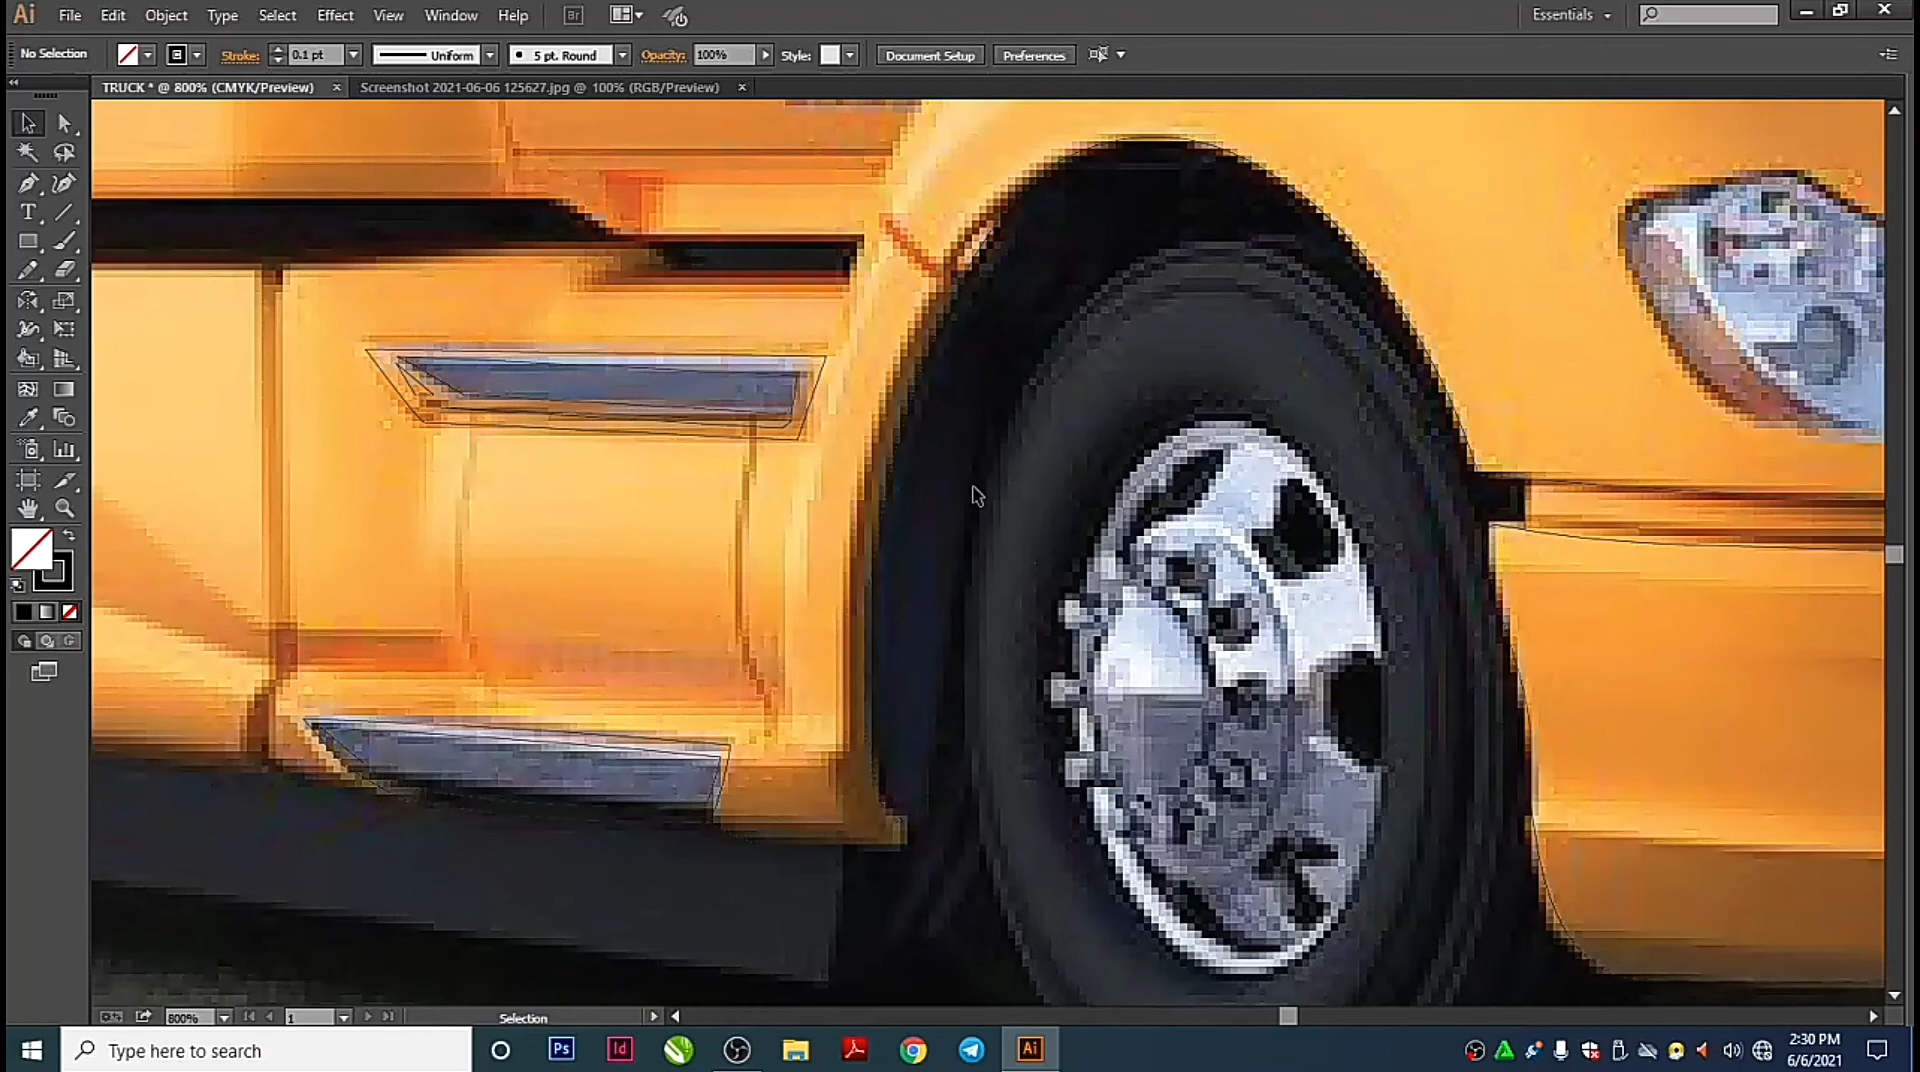 Ai File Edit Object Type Select Effect View Window Help Br Essentials
No Selection Stroke: 0.1 pt Uniform 5 pt. Round Opacity: 100% Style: Document Setup Preferences
TRUCK * @ 800% (CMYK/Preview) × Screenshot 2021-06-06 125627.jpg @ 100% (RGB/Preview) ×
T
800% 1 Selection
Type here to search Ps Id Ai 2:30 PM
6/6/2021